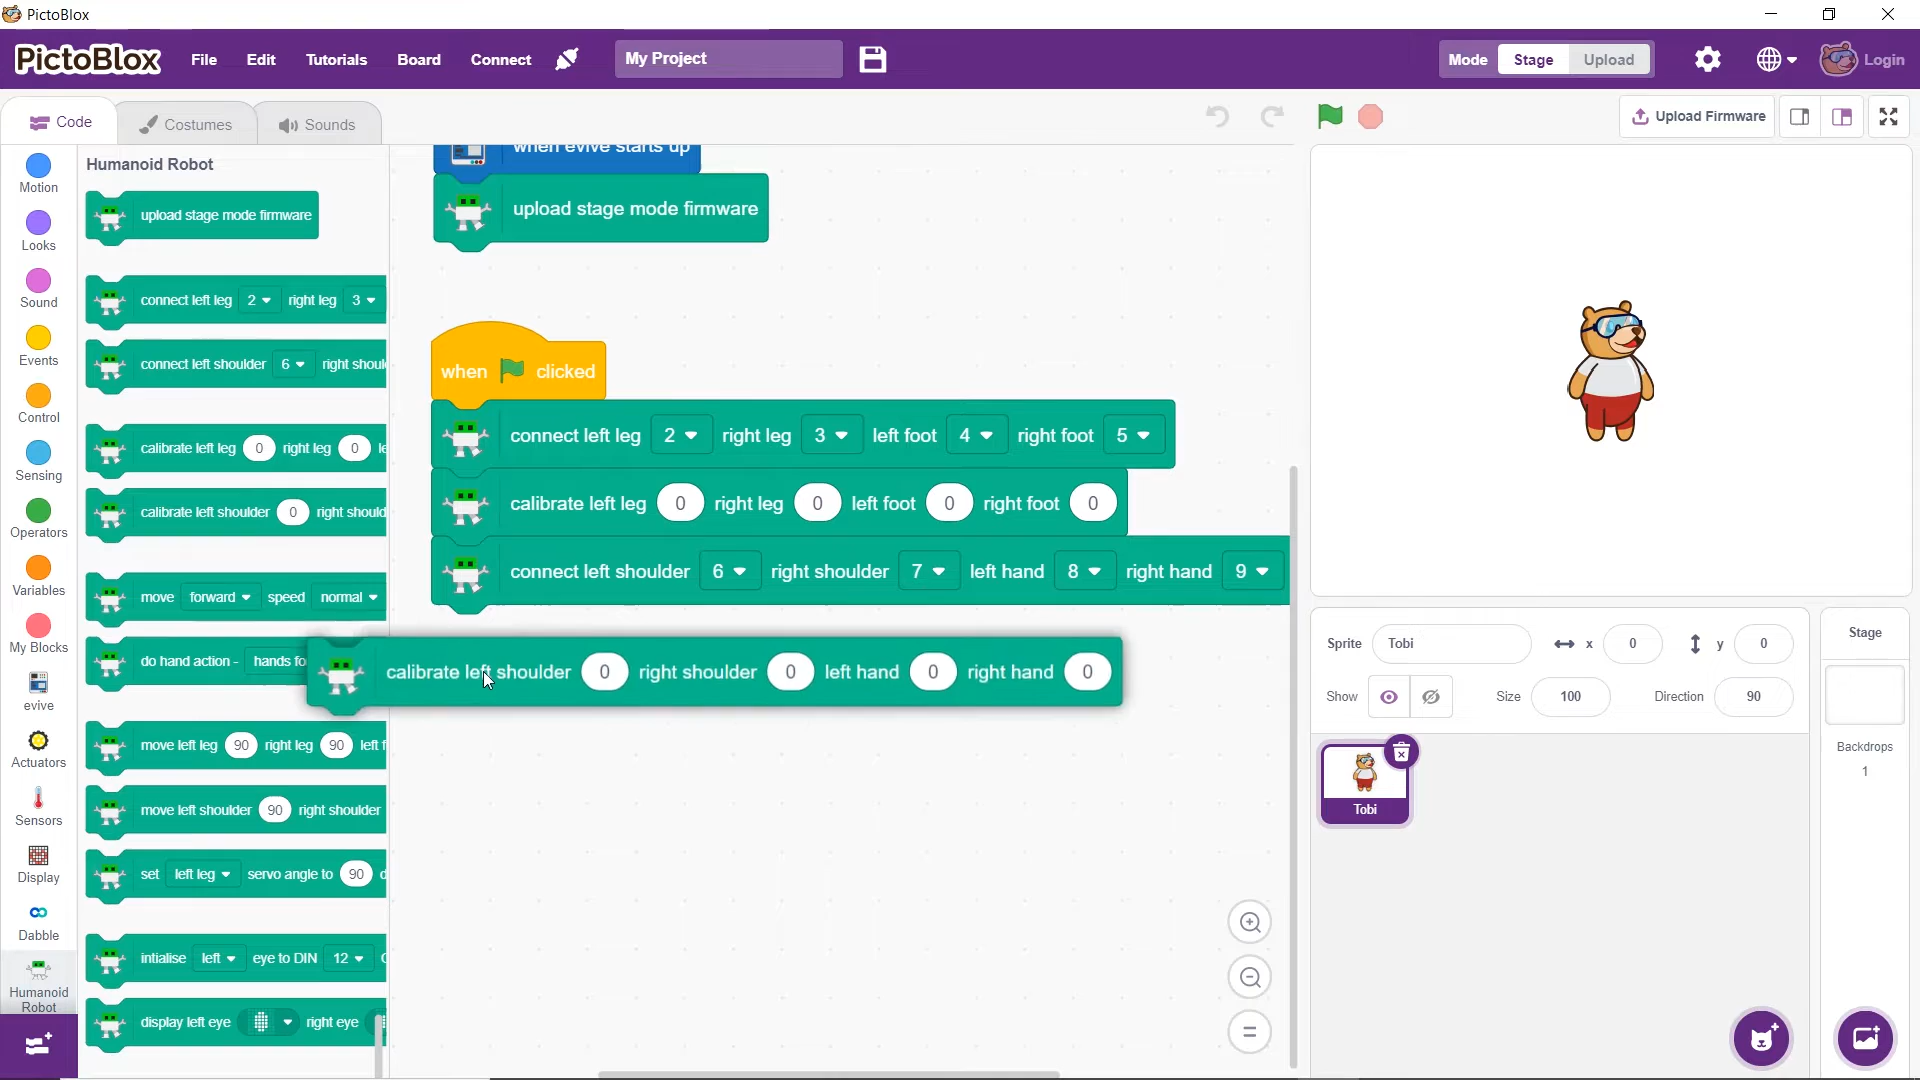 PictoBlox
PictoBlox File Edit Tutorials Board Connect My Project Mode Stage Upload Login
Code Costumes Sounds Upload Firmware
Motion
Looks
Sound
Events
Control
Sensing
Operators
Variables
My Blocks
evive
Actuators
Sensors
Display
Dabble
Humanoid
Robot
Humanoid Robot
upload stage mode firmware
connect left leg 2 right leg 3
connect left shoulder 6 right shoul
calibrate left leg 0 right leg 0 le
calibrate left shoulder 0 right should
move forward speed normal
do hand action - hands fo
move left leg 90 right leg 90 left f
move left shoulder 90 right shoulder
set left leg servo angle to 90 d
intialise left eye to DIN 12
display left eye right eye
when evive starts up
upload stage mode firmware
when clicked
connect left leg 2 right leg 3 left foot 4 right foot 5
calibrate left leg 0 right leg 0 left foot 0 right foot 0
connect left shoulder 6 right shoulder 7 left hand 8 right hand 9
calibrate left shoulder 0 right shoulder 0 left hand 0 right hand 0
Sprite Tobi x 0 y 0
Show Size 100 Direction 90
Tobi
Stage
Backdrops
1